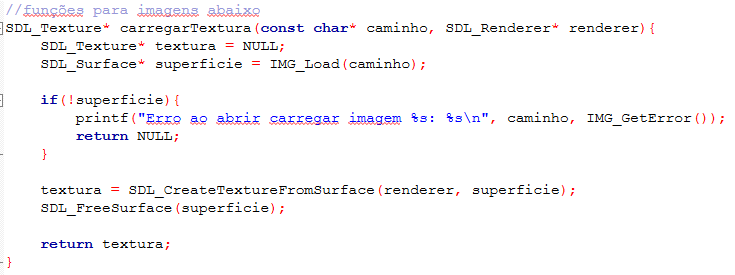 //funções para imagens abaixo
SDL_Texture* carregarTextura(const char* caminho, SDL_Renderer* renderer){
    SDL_Texture* textura = NULL;
    SDL_Surface* superficie = IMG_Load(caminho);

    if(!superficie){
        printf("Erro ao abrir carregar imagem %s: %s\n", caminho, IMG_GetError());
        return NULL;
    }

    textura = SDL_CreateTextureFromSurface(renderer, superficie);
    SDL_FreeSurface(superficie);

    return textura;
}